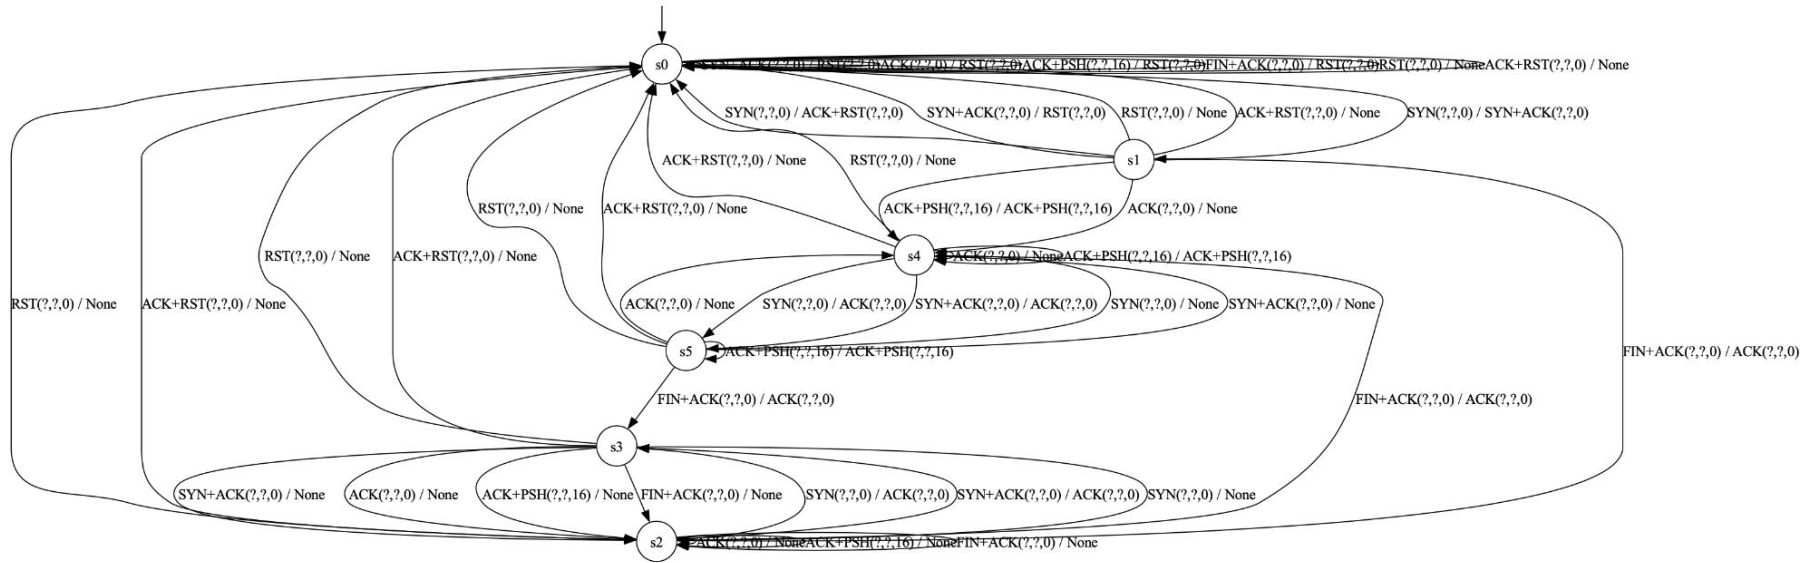 s0
SYN+ACK(?,?,0) / RST(?,?,0)
ACK(?,?,0) / RST(?,?,0)
ACK+PSH(?,?,16) / RST(?,?,0)
FIN+ACK(?,?,0) / RST(?,?,0)
RST(?,?,0) / None
ACK+RST(?,?,0) / None
SYN(?,?,0) / ACK+RST(?,?,0)
SYN+ACK(?,?,0) / RST(?,?,0)
RST(?,?,0) / None
ACK+RST(?,?,0) / None
SYN(?,?,0) / SYN+ACK(?,?,0)
ACK+RST(?,?,0) / None
RST(?,?,0) / None
s1
RST(?,?,0) / None
ACK+RST(?,?,0) / None
ACK+PSH(?,?,16) / ACK+PSH(?,?,16)
ACK(?,?,0) / None
RST(?,?,0) / None
ACK+RST(?,?,0) / None
s4
ACK(?,?,0) / None
ACK+PSH(?,?,16) / ACK+PSH(?,?,16)
RST(?,?,0) / None
ACK+RST(?,?,0) / None
ACK(?,?,0) / None
SYN(?,?,0) / ACK(?,?,0)
SYN+ACK(?,?,0) / ACK(?,?,0)
SYN(?,?,0) / None
SYN+ACK(?,?,0) / None
s5
ACK+PSH(?,?,16) / ACK+PSH(?,?,16)
FIN+ACK(?,?,0) / ACK(?,?,0)
FIN+ACK(?,?,0) / ACK(?,?,0)
FIN+ACK(?,?,0) / ACK(?,?,0)
s3
SYN+ACK(?,?,0) / None
ACK(?,?,0) / None
ACK+PSH(?,?,16) / None
FIN+ACK(?,?,0) / None
SYN(?,?,0) / ACK(?,?,0)
SYN+ACK(?,?,0) / ACK(?,?,0)
SYN(?,?,0) / None
s2
ACK(?,?,0) / None
ACK+PSH(?,?,16) / None
FIN+ACK(?,?,0) / None